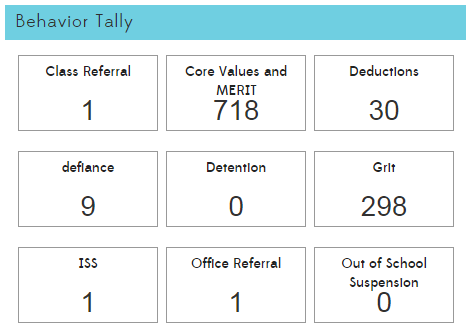 Behavior Tally
Class Referral
1
Core Values and
MERIT
718
Deductions
30
defiance
9
Detention
0
Grit
298
ISS
1
Office Referral
1
Out of School
Suspension
0